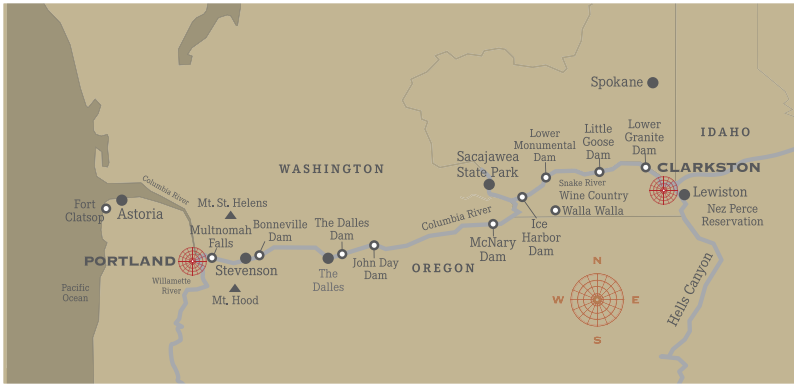 Spokane
IDAHO
Lower
Granite
Dam
Little
Goose
Dam
Lower
Monumental
Dam
WASHINGTON
Sacajawea
State Park
CLARKSTON
Snake River
Wine Country
Lewiston
Walla Walla
Nez Perce
Reservation
Columbia River
Fort
Clatsop
Astoria
Mt. St. Helens
Multnomah
Falls
Bonneville
Dam
The Dalles
Dam
Columbia River
Ice
Harbor
Dam
McNary
Dam
PORTLAND
Stevenson
John Day
Dam
OREGON
The
Dalles
Willamette
River
Mt. Hood
Pacific
Ocean
Hells Canyon
N
W
E
S